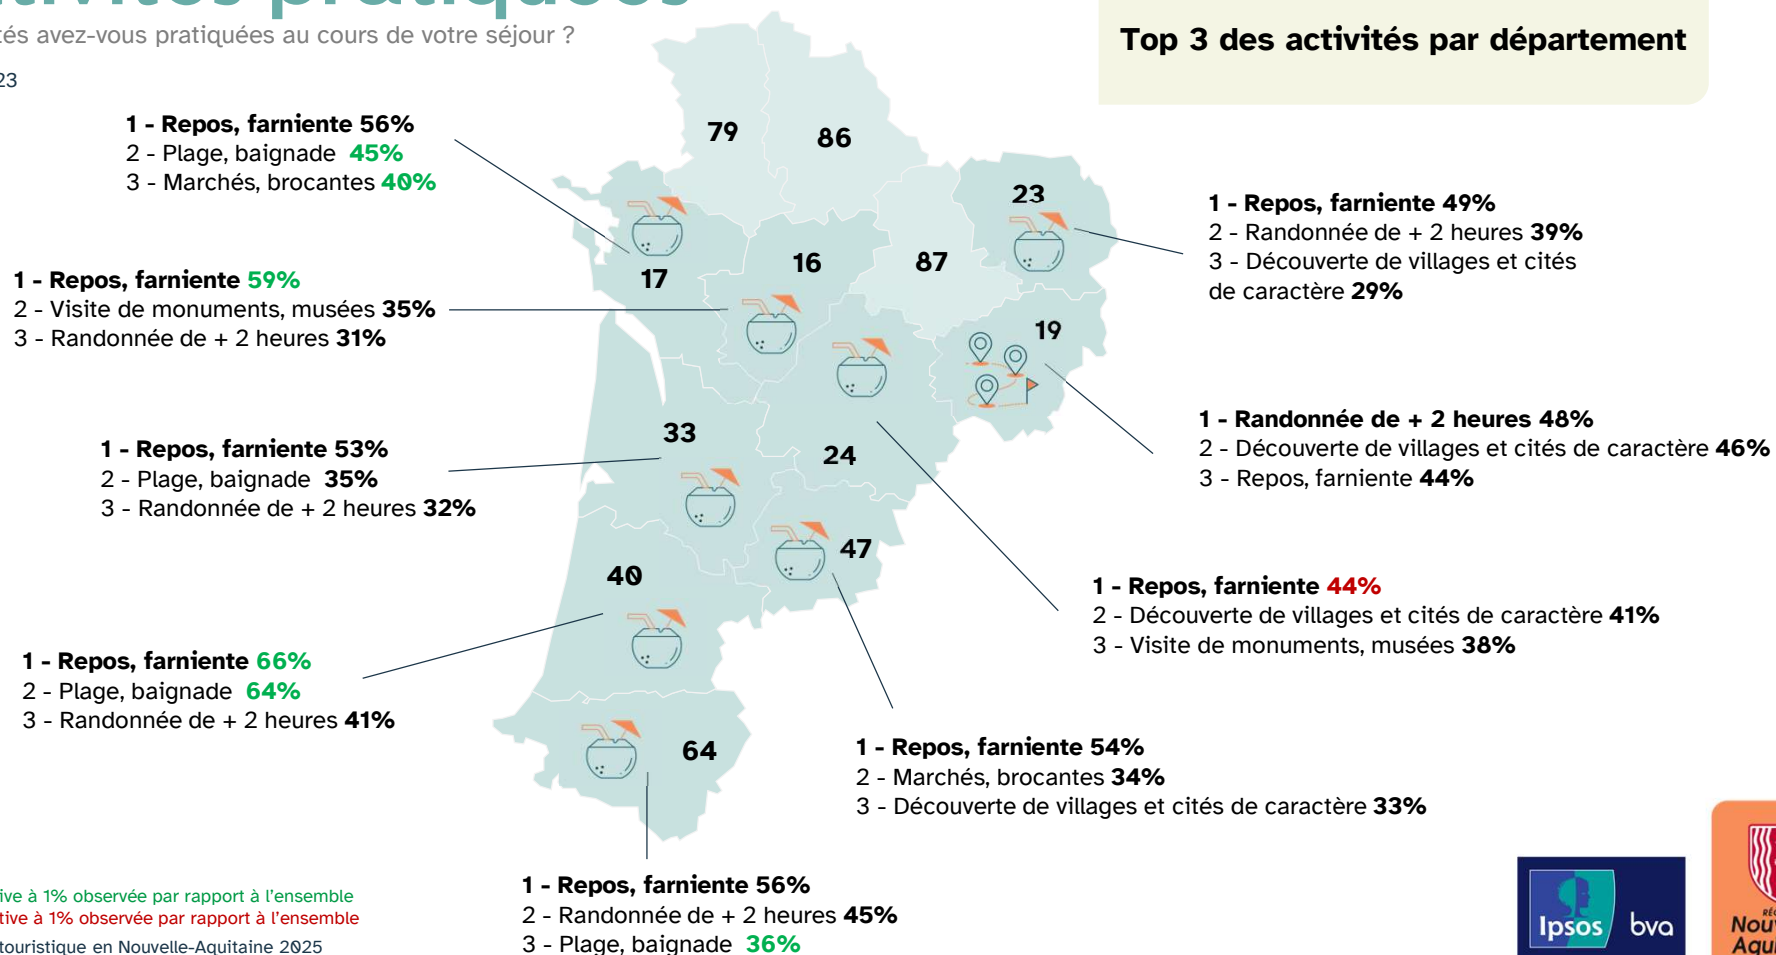 pratiquées
avez-vous pratiquées au cours de votre séjour ?
23
Top 3 des activités par département
1 - Repos, farniente 56%
2 - Plage, baignade 45%
3 - Marchés, brocantes 40%
79
86
23
1 - Repos, farniente 49%
2 - Randonnée de + 2 heures 39%
3 - Découverte de villages et cités
de caractère 29%
1 - Repos, farniente 59%
2 - Visite de monuments, musées 35%
3 - Randonnée de + 2 heures 31%
17
16
87
19
1 - Randonnée de + 2 heures 48%
2 - Découverte de villages et cités de caractère 46%
3 - Repos, farniente 44%
1 - Repos, farniente 53%
2 - Plage, baignade 35%
3 - Randonnée de + 2 heures 32%
33
24
47
40
1 - Repos, farniente 44%
2 - Découverte de villages et cités de caractère 41%
3 - Visite de monuments, musées 38%
1 - Repos, farniente 66%
2 - Plage, baignade 64%
3 - Randonnée de + 2 heures 41%
64
1 - Repos, farniente 54%
2 - Marchés, brocantes 34%
3 - Découverte de villages et cités de caractère 33%
1 - Repos, farniente 56%
2 - Randonnée de + 2 heures 45%
3 - Plage, baignade 36%
à 1% observée par rapport à l'ensemble
à 1% observée par rapport à l'ensemble
touristique en Nouvelle-Aquitaine 2025
Ipsos bva